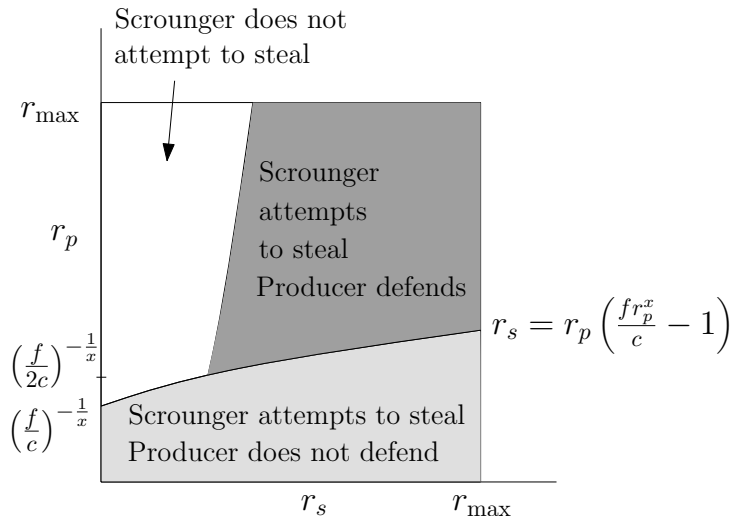 Scrounger does not
attempt to steal
r_max
Scrounger
attempts
to steal
Producer defends
r_p
r_s = r_p (f r_p^x / c − 1)
(f/2c)^(−1/x)
(f/c)^(−1/x)
Scrounger attempts to steal
Producer does not defend
r_s
r_max